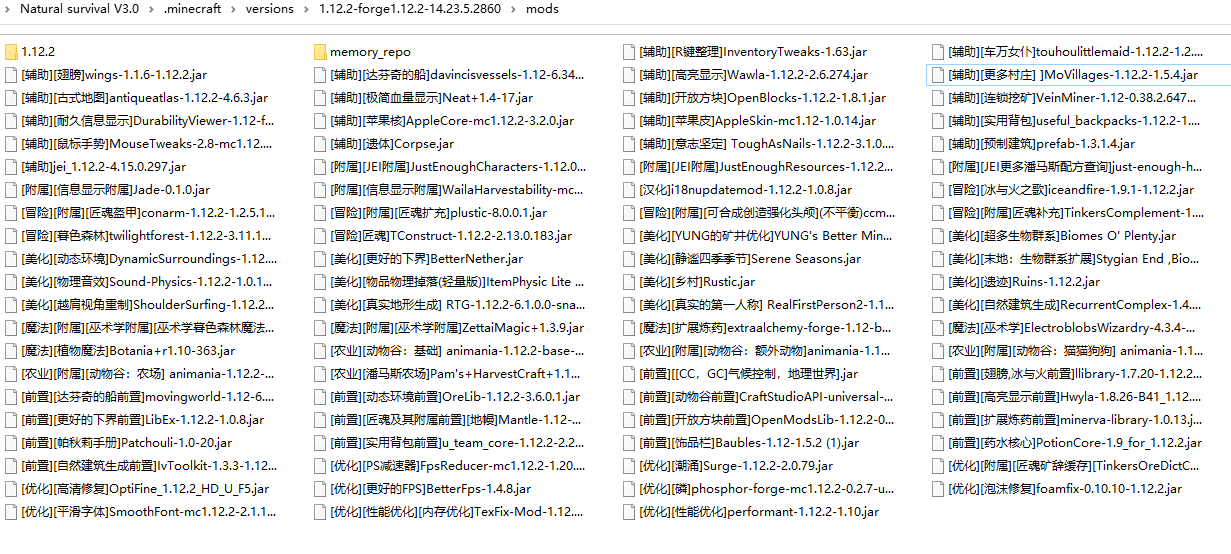 Natural survival V3.0 > .minecraft > versions > 1.12.2-forge1.12.2-14.23.5.2860 > mods
1.12.2
memory_repo
[辅助][R键整理]InventoryTweaks-1.63.jar
[辅助][车万女仆]touhoulittlemaid-1.12.2-1.2....
[辅助][翅膀]wings-1.1.6-1.12.2.jar
[辅助][达芬奇的船]davincisvessels-1.12-6.34...
[辅助][高亮显示]Wawla-1.12.2-2.6.274.jar
[辅助][更多村庄] ]MoVillages-1.12.2-1.5.4.jar
[辅助][古式地图]antiqueatlas-1.12.2-4.6.3.jar
[辅助][极简血量显示]Neat+1.4-17.jar
[辅助][开放方块]OpenBlocks-1.12.2-1.8.1.jar
[辅助][连锁挖矿]VeinMiner-1.12-0.38.2.647...
[辅助][耐久信息显示]DurabilityViewer-1.12-f...
[辅助][苹果核]AppleCore-mc1.12.2-3.2.0.jar
[辅助][苹果皮]AppleSkin-mc1.12-1.0.14.jar
[辅助][实用背包]useful_backpacks-1.12.2-1....
[辅助][鼠标手势]MouseTweaks-2.8-mc1.12....
[辅助][遗体]Corpse.jar
[辅助][意志坚定] ToughAsNails-1.12.2-3.1.0....
[辅助][预制建筑]prefab-1.3.1.4.jar
[辅助]jei_1.12.2-4.15.0.297.jar
[附属][JEI附属]JustEnoughCharacters-1.12.0...
[附属][JEI附属]JustEnoughResources-1.12.2...
[附属][JEI更多潘马斯配方查询]just-enough-h...
[附属][信息显示附属]Jade-0.1.0.jar
[附属][信息显示附属]WailaHarvestability-mc...
[汉化]i18nupdatemod-1.12.2-1.0.8.jar
[冒险][冰与火之歌]iceandfire-1.9.1-1.12.2.jar
[冒险][附属][匠魂盔甲]conarm-1.12.2-1.2.5.1...
[冒险][附属][匠魂扩充]plustic-8.0.0.1.jar
[冒险][附属][可合成创造强化头颅](不平衡)ccm...
[冒险][附属]匠魂补充]TinkersComplement-1....
[冒险][暮色森林]twilightforest-1.12.2-3.11.1...
[冒险][匠魂]TConstruct-1.12.2-2.13.0.183.jar
[美化][YUNG的矿井优化]YUNG's Better Min...
[美化][超多生物群系]Biomes O' Plenty.jar
[美化][动态环境]DynamicSurroundings-1.12....
[美化][更好的下界]BetterNether.jar
[美化][静谧四季季节]Serene Seasons.jar
[美化][末地：生物群系扩展]Stygian End ,Bio...
[美化][物理音效]Sound-Physics-1.12.2-1.0.1...
[美化][物品物理掉落(轻量版)]ItemPhysic Lite ...
[美化][乡村]Rustic.jar
[美化][遗迹]Ruins-1.12.2.jar
[美化][越肩视角重制]ShoulderSurfing-1.12.2...
[美化][真实地形生成] RTG-1.12.2-6.1.0.0-sna...
[美化][真实的第一人称] RealFirstPerson2-1.1...
[美化][自然建筑生成]RecurrentComplex-1.4....
[魔法][附属][巫术学附属][巫术学暮色森林魔法...
[魔法][附属][巫术学附属]ZettaiMagic+1.3.9.jar
[魔法][扩展炼药]extraalchemy-forge-1.12-b...
[魔法][巫术学]ElectroblobsWizardry-4.3.4-...
[魔法][植物魔法]Botania+r1.10-363.jar
[农业][动物谷：基础] animania-1.12.2-base-...
[农业][附属][动物谷：额外动物]animania-1.1...
[农业][附属][动物谷：猫猫狗狗] animania-1.1...
[农业][附属][动物谷：农场] animania-1.12.2-...
[农业][潘马斯农场]Pam's+HarvestCraft+1.1...
[前置][[CC，GC]气候控制，地理世界].jar
[前置][翅膀,冰与火前置]llibrary-1.7.20-1.12.2...
[前置][达芬奇的船前置]movingworld-1.12-6....
[前置][动态环境前置]OreLib-1.12.2-3.6.0.1.jar
[前置][动物谷前置]CraftStudioAPI-universal-...
[前置][高亮显示前置]Hwyla-1.8.26-B41_1.12...
[前置][更好的下界前置]LibEx-1.12.2-1.0.8.jar
[前置][匠魂及其附属前置][地幔]Mantle-1.12-...
[前置][开放方块前置]OpenModsLib-1.12.2-0....
[前置][扩展炼药前置]minerva-library-1.0.13.j...
[前置][帕秋莉手册]Patchouli-1.0-20.jar
[前置][实用背包前置]u_team_core-1.12.2-2.2...
[前置][饰品栏]Baubles-1.12-1.5.2 (1).jar
[前置][药水核心]PotionCore-1.9_for_1.12.2.jar
[前置][自然建筑生成前置]IvToolkit-1.3.3-1.12...
[优化][PS减速器]FpsReducer-mc1.12.2-1.20....
[优化][潮涌]Surge-1.12.2-2.0.79.jar
[优化][附属][匠魂矿辞缓存][TinkersOreDictC...
[优化][高清修复]OptiFine_1.12.2_HD_U_F5.jar
[优化][更好的FPS]BetterFps-1.4.8.jar
[优化][磷]phosphor-forge-mc1.12.2-0.2.7-u...
[优化][泡沫修复]foamfix-0.10.10-1.12.2.jar
[优化][平滑字体]SmoothFont-mc1.12.2-2.1.1...
[优化][性能优化][内存优化]TexFix-Mod-1.12....
[优化][性能优化]performant-1.12.2-1.10.jar